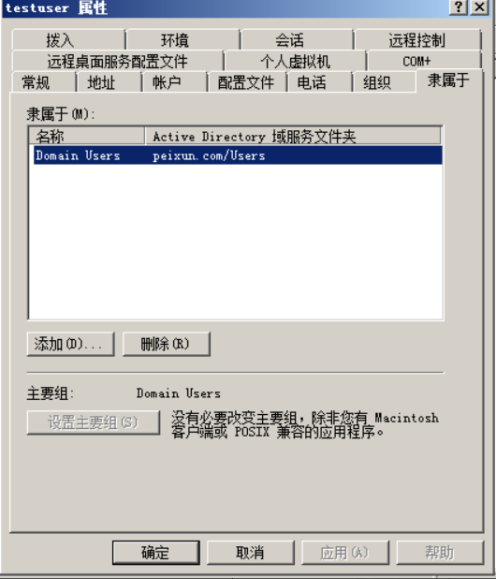 testuser 属性
拨入 环境 会话 远程控制
远程桌面服务配置文件 个人虚拟机 COM+
常规 地址 帐户 配置文件 电话 组织 隶属于
隶属于(M):
名称 Active Directory 域服务文件夹
Domain Users peixun.com/Users
添加(D)... 删除(R)
主要组: Domain Users
设置主要组(S) 没有必要改变主要组，除非您有 Macintosh
客户端或 POSIX 兼容的应用程序。
确定 取消 应用(A) 帮助